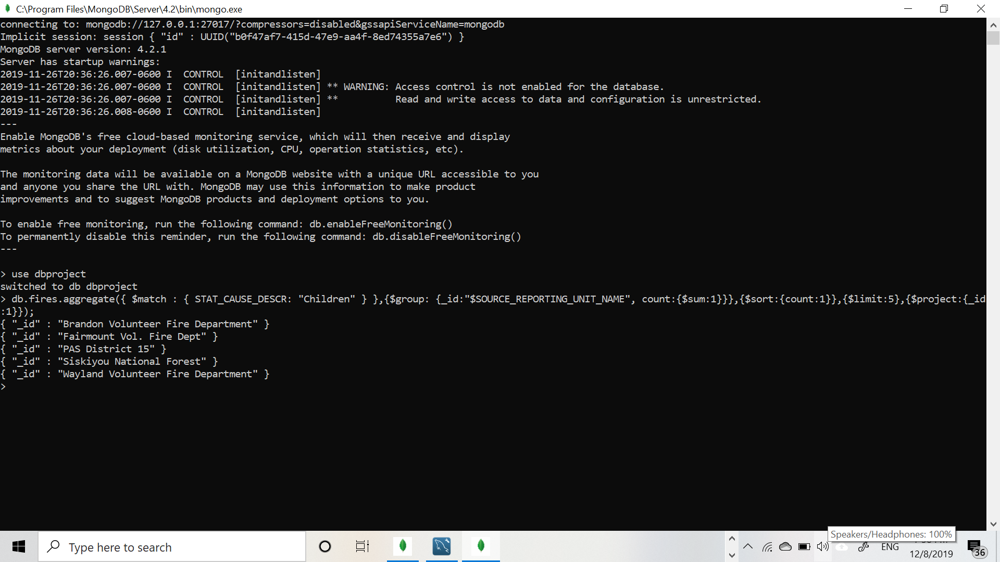 C:\Program Files\MongoDB\Server\4.2\bin\mongo.exe
connecting to: mongodb://127.0.0.1:27017/?compressors=disabled&gssapiServiceName=mongodb
Implicit session: session { "id" : UUID("b0f47af7-415d-47e9-aa4f-8ed74355a7e6") }
MongoDB server version: 4.2.1
Server has startup warnings:
2019-11-26T20:36:26.007-0600 I  CONTROL  [initandlisten]
2019-11-26T20:36:26.007-0600 I  CONTROL  [initandlisten] ** WARNING: Access control is not enabled for the database.
2019-11-26T20:36:26.007-0600 I  CONTROL  [initandlisten] **          Read and write access to data and configuration is unrestricted.
2019-11-26T20:36:26.008-0600 I  CONTROL  [initandlisten]
---
Enable MongoDB's free cloud-based monitoring service, which will then receive and display
metrics about your deployment (disk utilization, CPU, operation statistics, etc).
The monitoring data will be available on a MongoDB website with a unique URL accessible to you
and anyone you share the URL with. MongoDB may use this information to make product
improvements and to suggest MongoDB products and deployment options to you.
To enable free monitoring, run the following command: db.enableFreeMonitoring()
To permanently disable this reminder, run the following command: db.disableFreeMonitoring()
---
> use dbproject
switched to db dbproject
> db.fires.aggregate({ $match : { STAT_CAUSE_DESCR: "Children" } },{$group: {_id:"$SOURCE_REPORTING_UNIT_NAME", count:{$sum:1}}},{$sort:{count:1}},{$limit:5},{$project:{_id
:1}});
{ "_id" : "Brandon Volunteer Fire Department" }
{ "_id" : "Fairmount Vol. Fire Dept" }
{ "_id" : "PAS District 15" }
{ "_id" : "Siskiyou National Forest" }
{ "_id" : "Wayland Volunteer Fire Department" }
>
Speakers/Headphones: 100%
Type here to search
ENG
12/8/2019
36